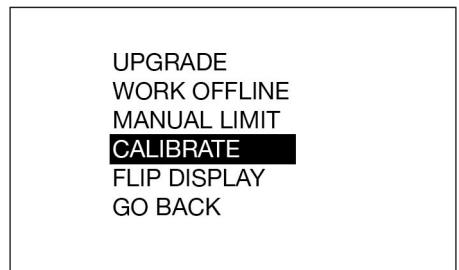 UPGRADE
WORK OFFLINE
MANUAL LIMIT
CALIBRATE
FLIP DISPLAY
GO BACK